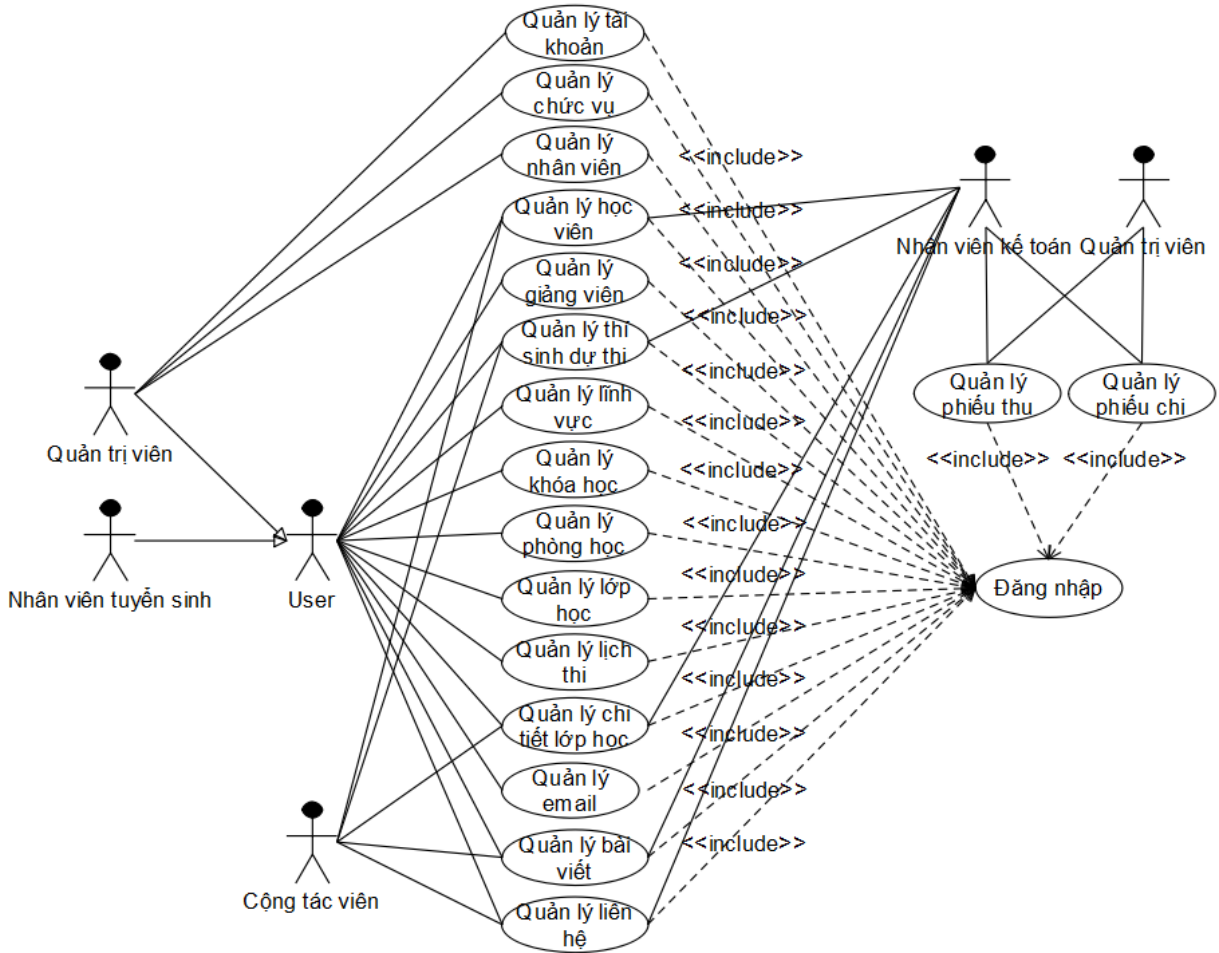 Quản lý tài
khoản
Quản lý
chức vụ
Quản lý
nhân viên
<<include>>
Quản lý học
viên
<<include>>
Nhân viên kế toán
Quản trị viên
Quản lý
giảng viên
<<include>>
Quản lý thí
sinh dự thi
<<include>>
Quản trị viên
Quản lý lĩnh
vực
<<include>>
Quản lý
phiếu thu
Quản lý
phiếu chi
<<include>>
Quản lý
khóa học
<<include>>
<<include>>
<<include>>
Nhân viên tuyển sinh
User
Quản lý
phòng học
<<include>>
Quản lý lớp
học
<<include>>
Đăng nhập
Quản lý lịch
thi
<<include>>
Quản lý chi
tiết lớp học
<<include>>
<<include>>
Quản lý
email
<<include>>
Cộng tác viên
Quản lý bài
viết
<<include>>
Quản lý liên
hệ